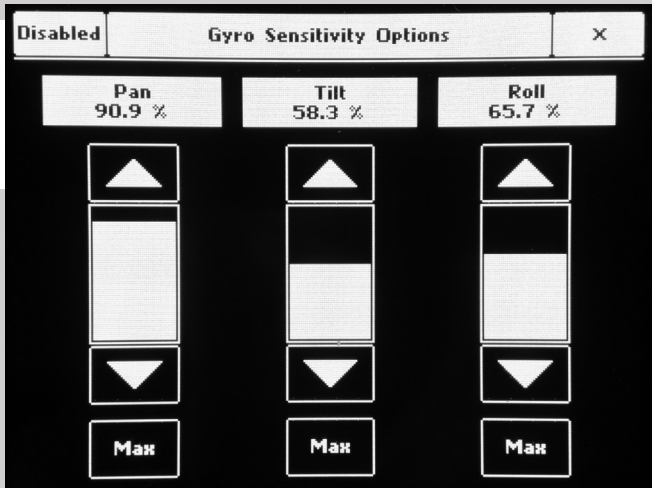 Disabled
Gyro Sensitivity Options
×
Pan
90.9 %
Tilt
58.3 %
Roll
65.7 %
Max
Max
Max